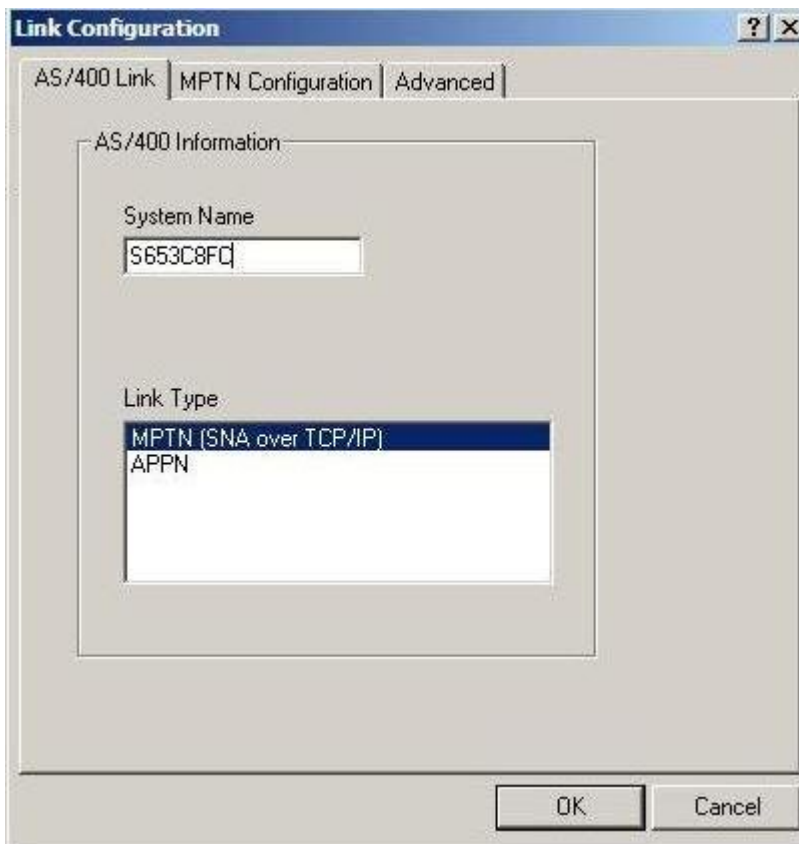 Link Configuration
AS/400 Link MPTN Configuration Advanced
AS/400 Information
System Name
S653C8FC
Link Type
MPTN (SNA over TCP/IP)
APPN
OK Cancel